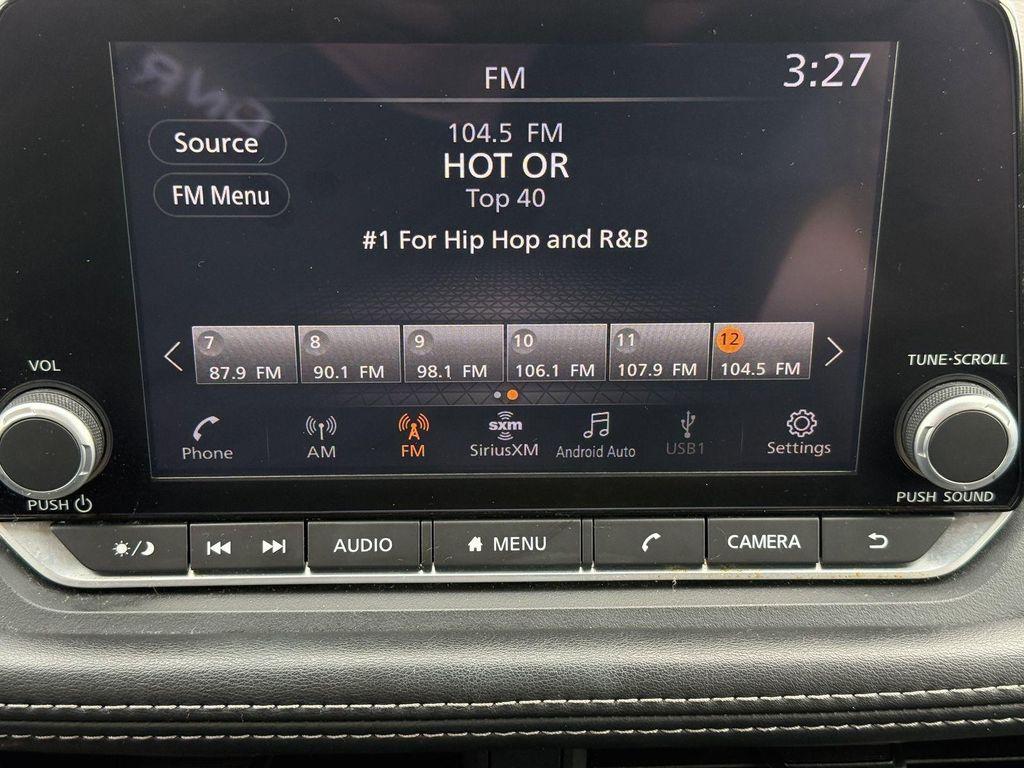 FM
3:27
Source
FM Menu
104.5 FM
HOT OR
Top 40
#1 For Hip Hop and R&B
7
87.9 FM
8
90.1 FM
9
98.1 FM
10
106.1 FM
11
107.9 FM
12
104.5 FM
Phone
AM
FM
sxm
SiriusXM
Android Auto
USB1
Settings
VOL
PUSH
TUNE·SCROLL
PUSH SOUND
AUDIO
MENU
CAMERA